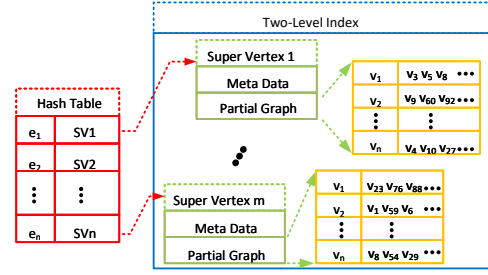 Two-Level Index
Super Vertex 1
Meta Data
Partial Graph
v1 v3 v5 v8 •••
v2 v9 v60 v92 •••
vn v4 v10 v27 •••
Hash Table
e1 SV1
e2 SV2
en SVn
Super Vertex m
Meta Data
Partial Graph
v1 v23 v76 v88 •••
v2 v1 v59 v6 •••
vn v8 v54 v29 •••